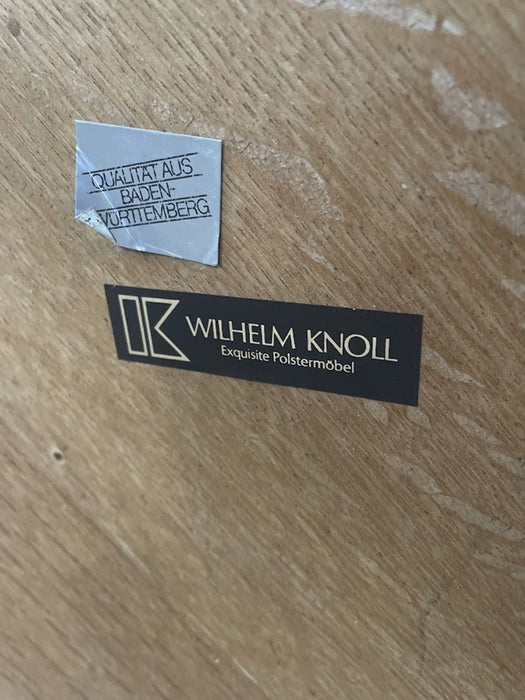 QUALITÄT AUS
BADEN-
WÜRTTEMBERG
WILHELM KNOLL
Exquisite Polstermöbel